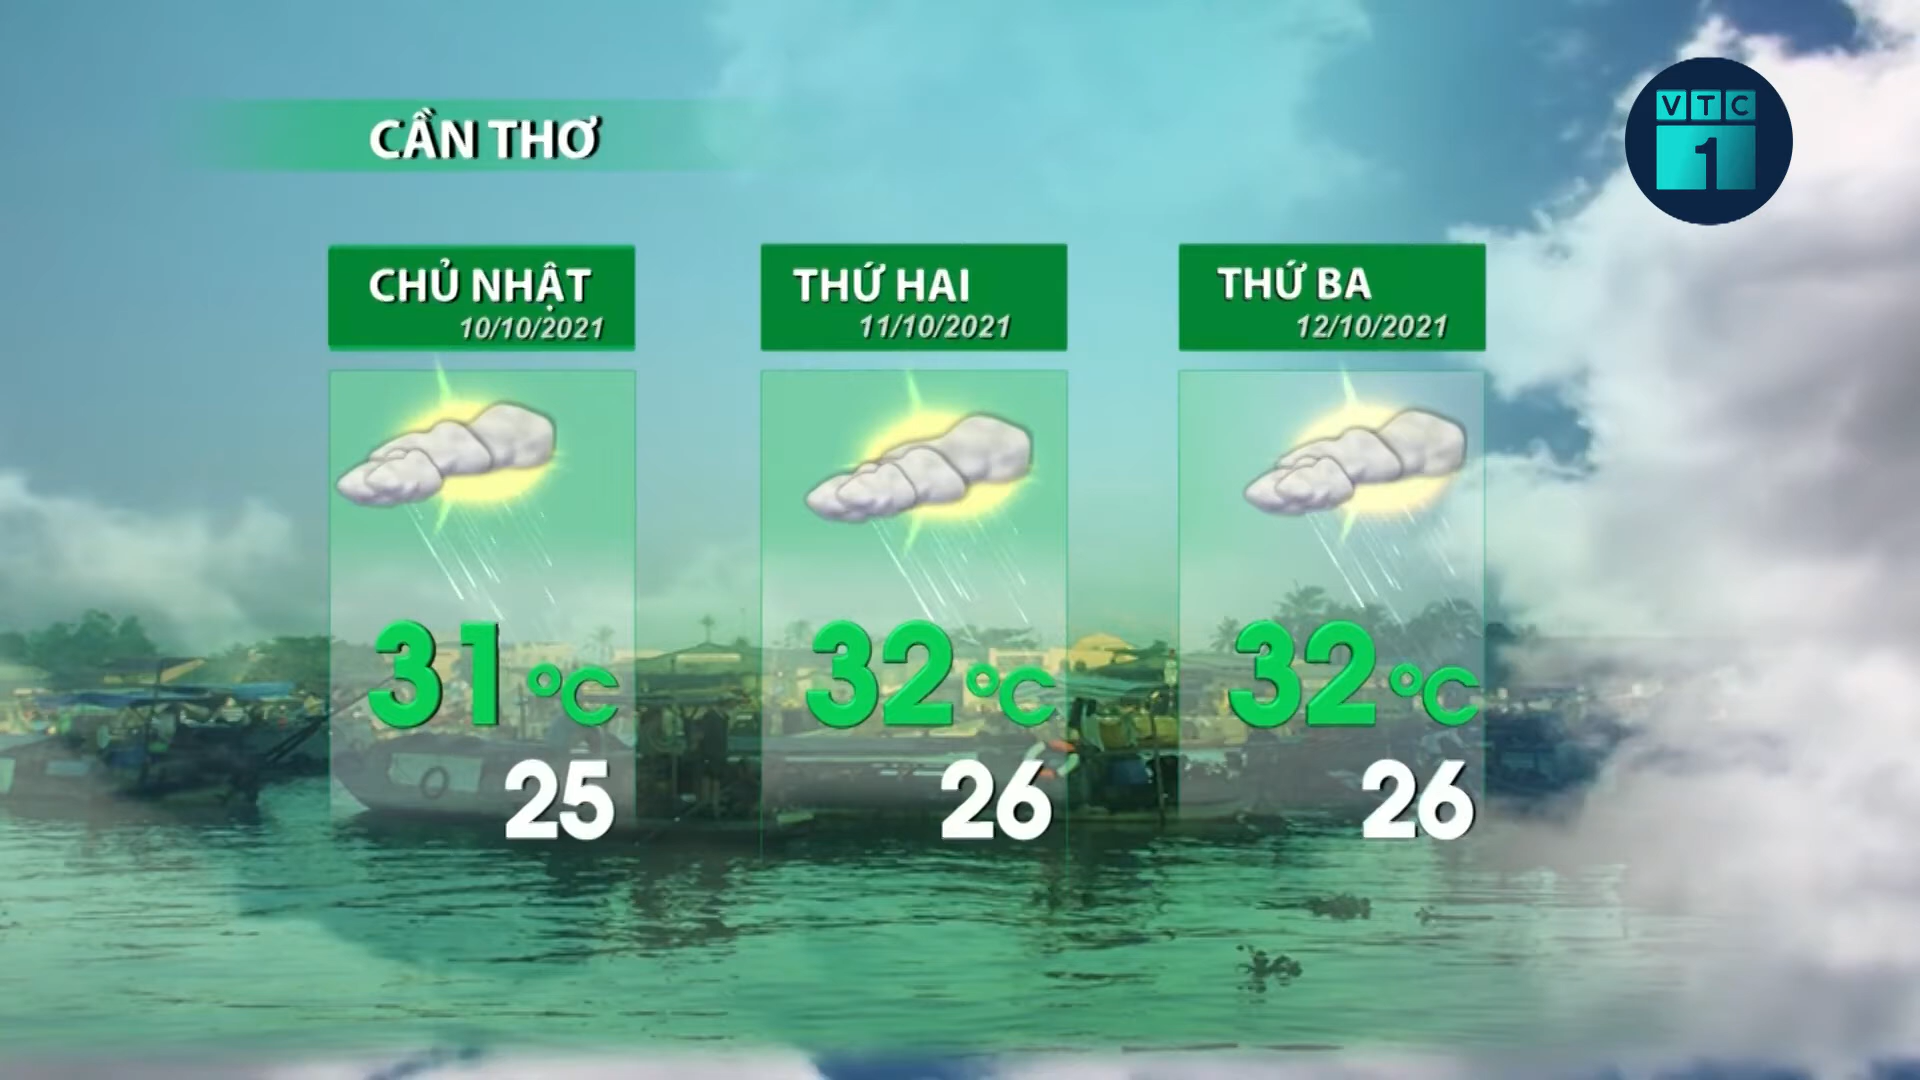 CẦN THƠ
VTC
1
CHỦ NHẬT
10/10/2021
THỨ HAI
11/10/2021
THỨ BA
12/10/2021
31°C
32°C
32°C
25
26
26